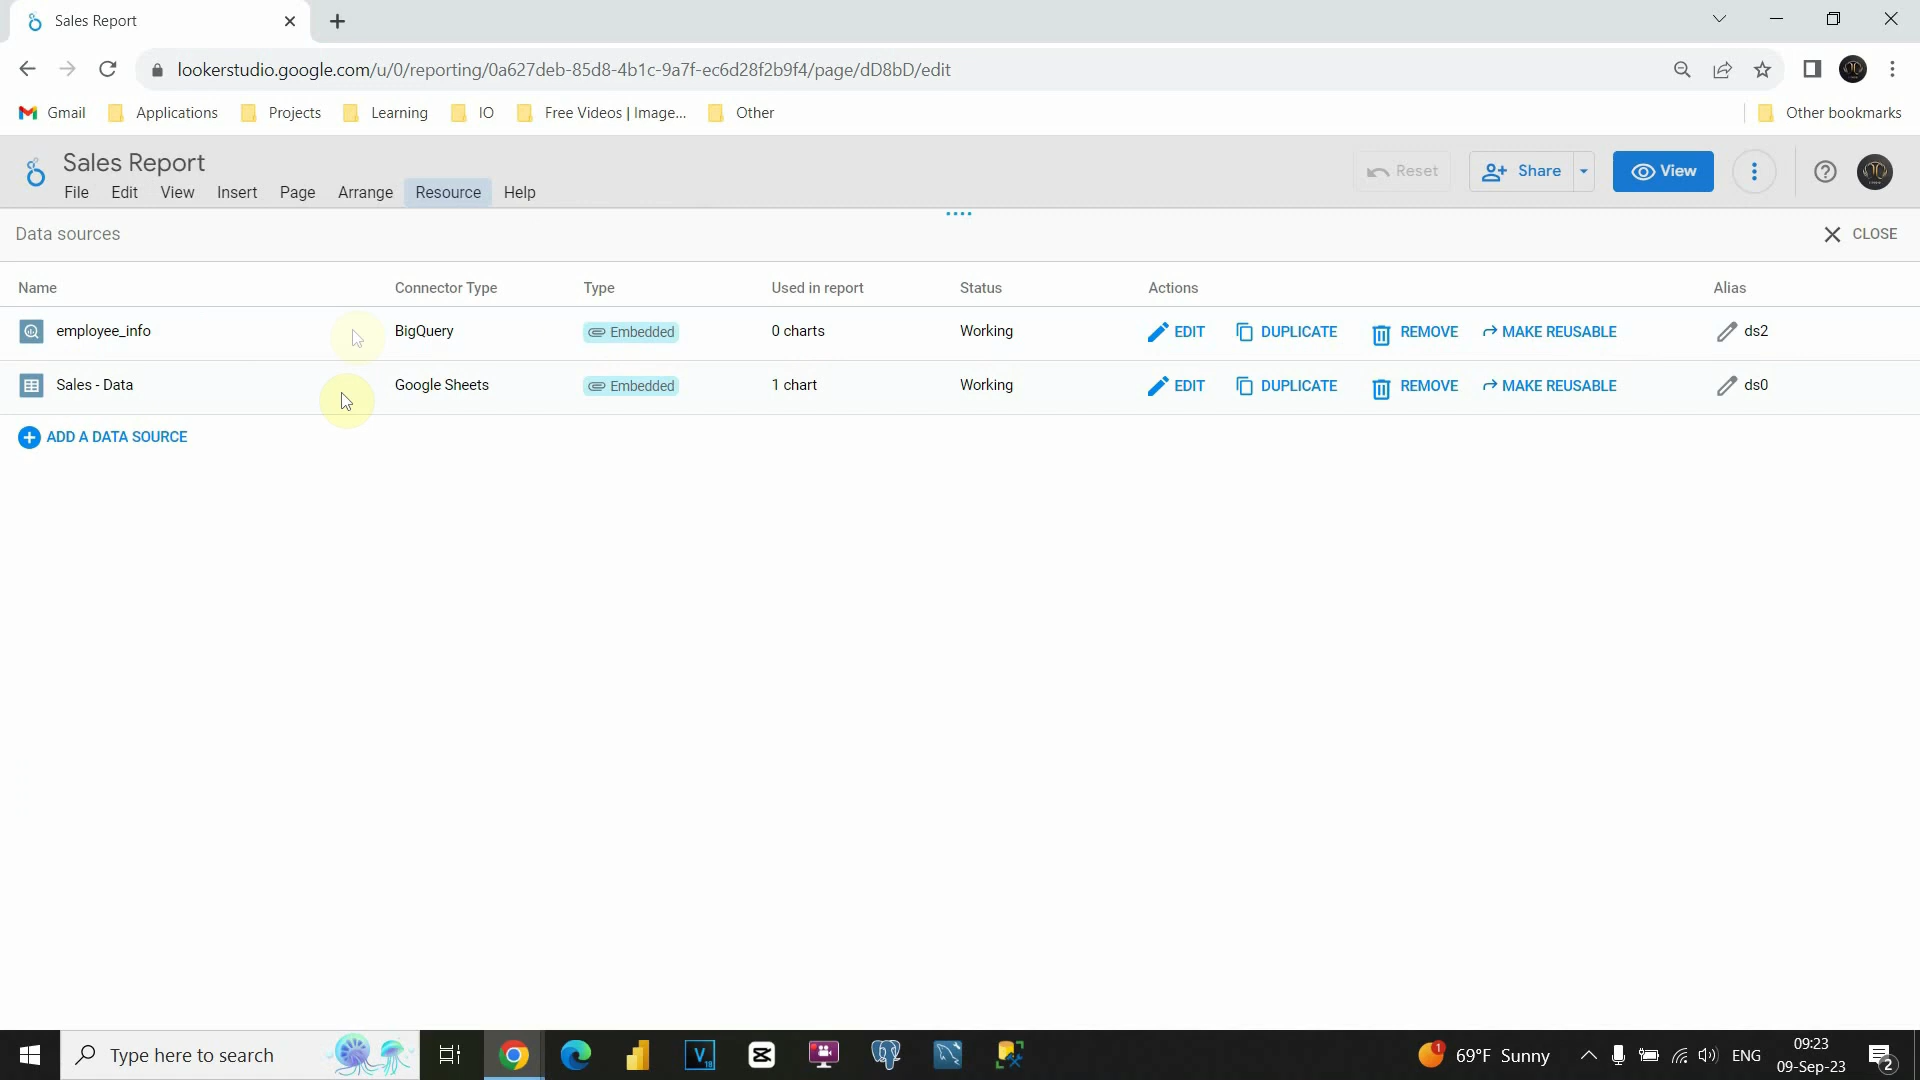 Sales Report
lookerstudio.google.com/u/0/reporting/0a627deb-85d8-4b1c-9a7f-ec6d28f2b9f4/page/dD8bD/edit
Gmail Applications Projects Learning IO Free Videos | Image... Other Other bookmarks
Sales Report
File Edit View Insert Page Arrange Resource Help
Reset Share View
Data sources
CLOSE
Name Connector Type Type Used in report Status Actions Alias
employee_info BigQuery Embedded 0 charts Working EDIT DUPLICATE REMOVE MAKE REUSABLE ds2
Sales - Data Google Sheets Embedded 1 chart Working EDIT DUPLICATE REMOVE MAKE REUSABLE ds0
ADD A DATA SOURCE
Type here to search
V
18
1
69°F Sunny
ENG
09:23
09-Sep-23
2